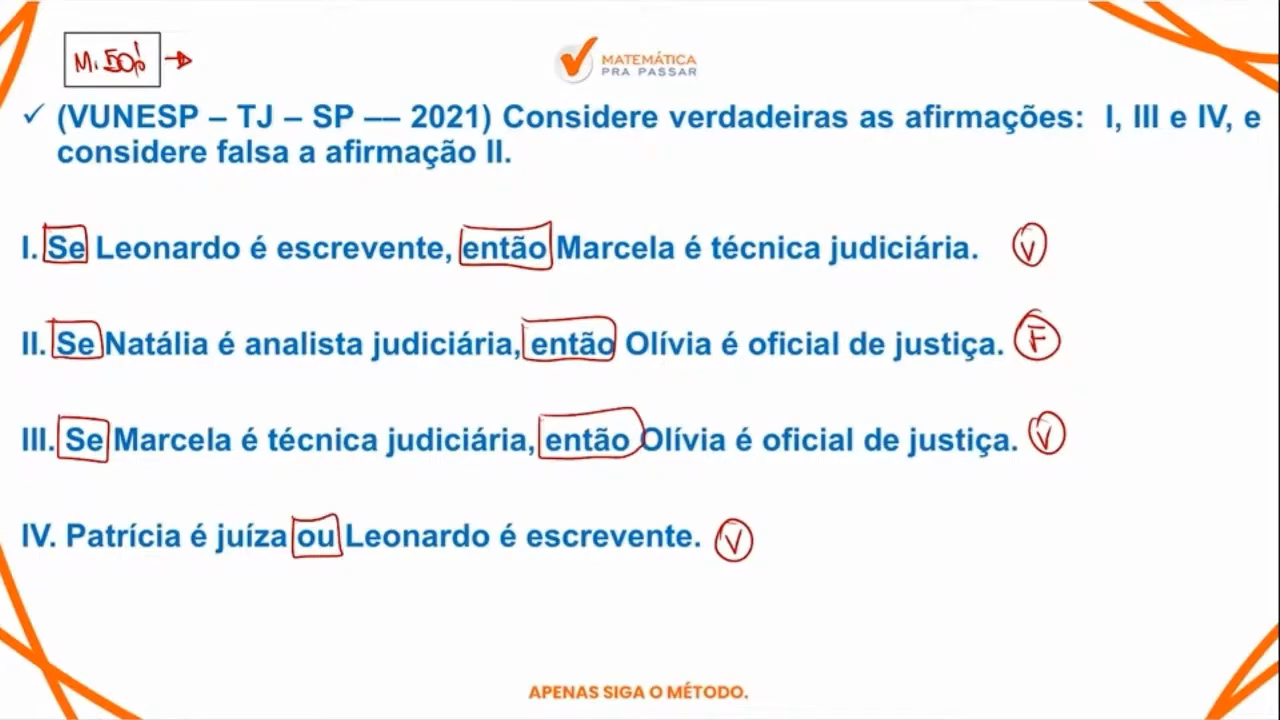 M. 50%
MATEMÁTICA
PRA PASSAR
✓ (VUNESP – TJ – SP –– 2021) Considere verdadeiras as afirmações: I, III e IV, e
considere falsa a afirmação II.
I. Se Leonardo é escrevente, então Marcela é técnica judiciária. V
II. Se Natália é analista judiciária, então Olívia é oficial de justiça. F
III. Se Marcela é técnica judiciária, então Olívia é oficial de justiça. V
IV. Patrícia é juíza ou Leonardo é escrevente. V
APENAS SIGA O MÉTODO.